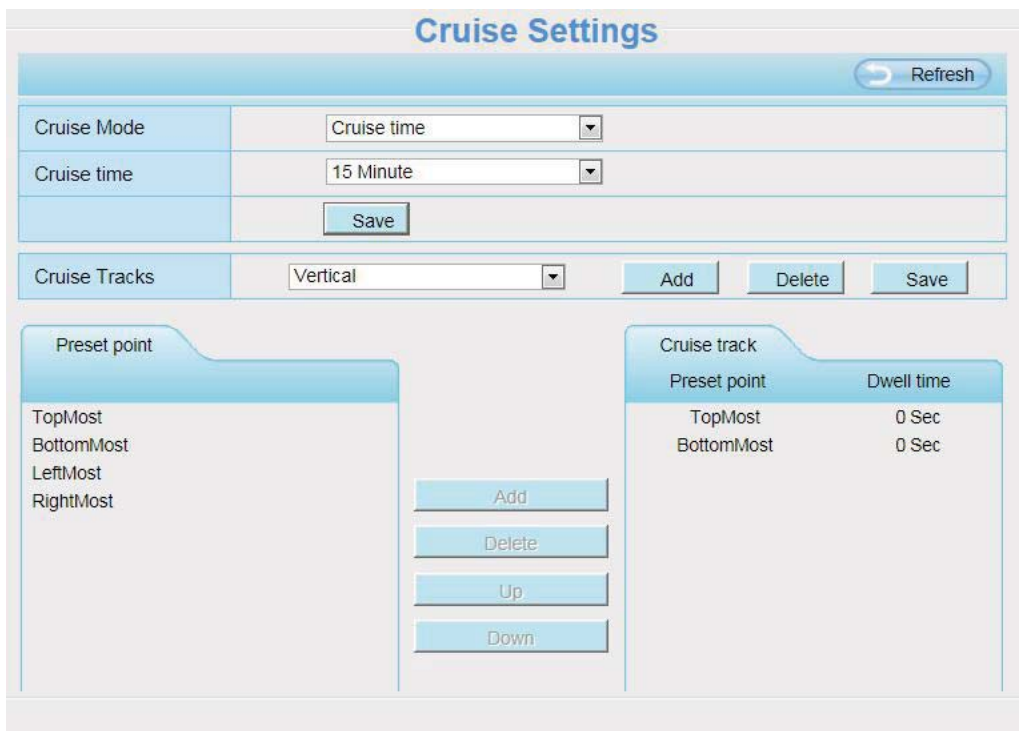 Cruise Settings
Refresh
Cruise Mode Cruise time
Cruise time 15 Minute
Save
Cruise Tracks Vertical Add Delete Save
Preset point
TopMost
BottomMost
LeftMost
RightMost
Add
Delete
Up
Down
Cruise track
Preset point Dwell time
TopMost 0 Sec
BottomMost 0 Sec